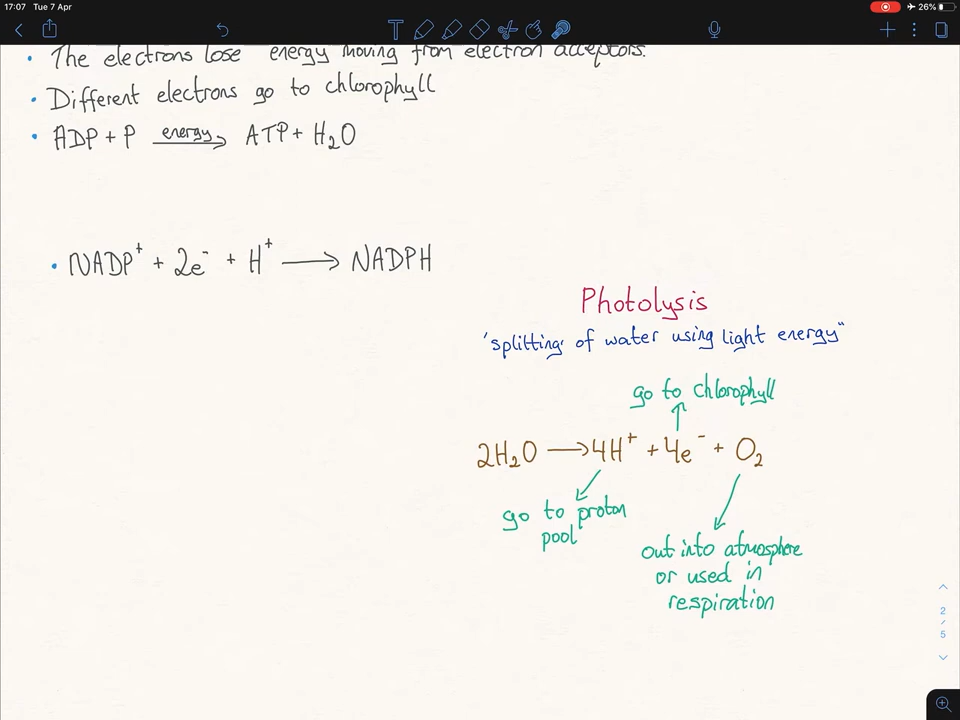 17:07 Tue 7 Apr
26%
• The electrons lose energy moving from electron acceptors.
• Different electrons go to chlorophyll
• ADP + P energy→ ATP + H₂O
• NADP⁺ + 2e⁻ + H⁺ → NADPH
Photolysis
'splitting of water using light energy"
go to chlorophyll
2H₂O → 4H⁺ + 4e⁻ + O₂
go to proton
pool
out into atmosphere
or used in
respiration
2
/
5